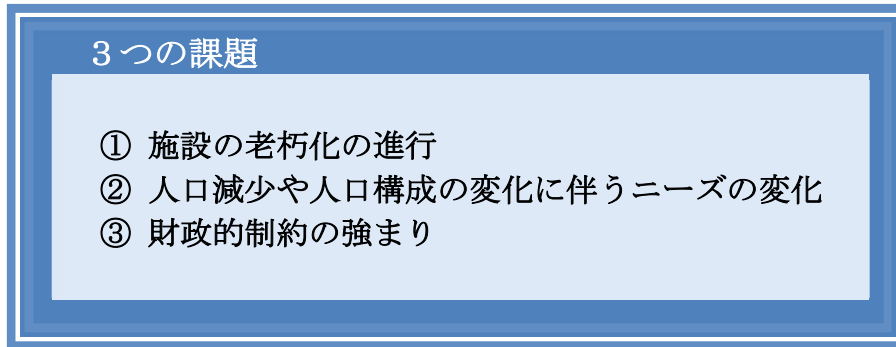 ３つの課題
① 施設の老朽化の進行
② 人口減少や人口構成の変化に伴うニーズの変化
③ 財政的制約の強まり